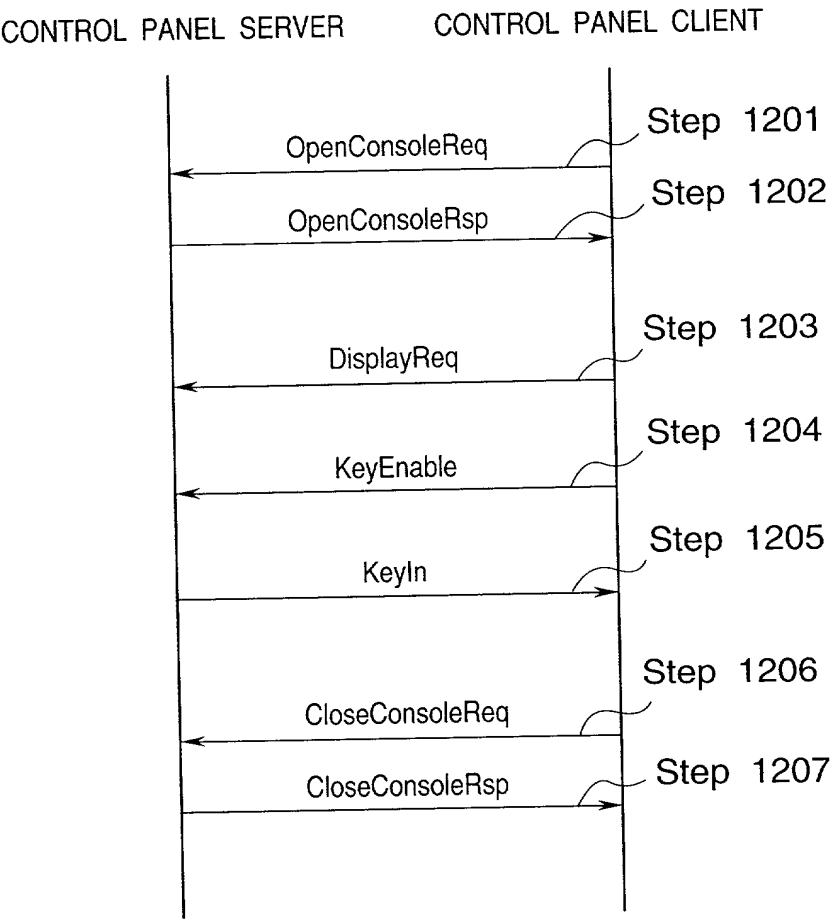 CONTROL PANEL SERVER
CONTROL PANEL CLIENT
Step 1201
OpenConsoleReq
Step 1202
OpenConsoleRsp
Step 1203
DisplayReq
Step 1204
KeyEnable
Step 1205
KeyIn
Step 1206
CloseConsoleReq
Step 1207
CloseConsoleRsp